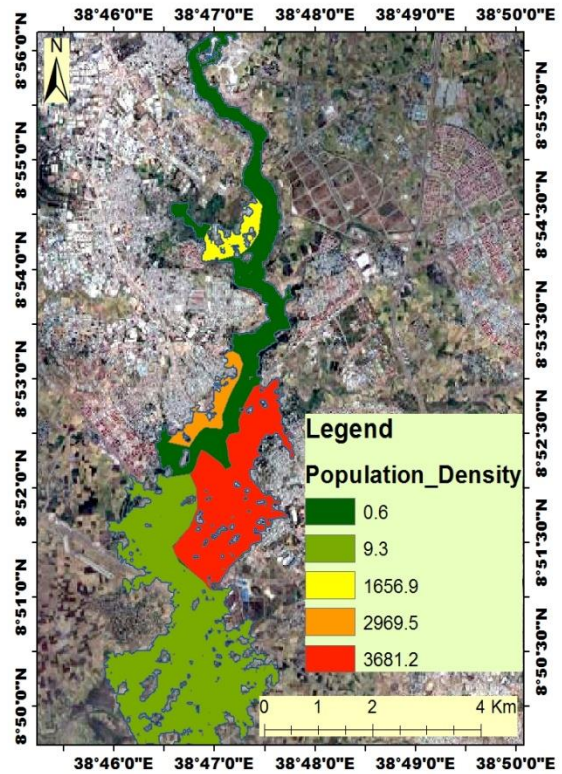 38°46'0"E 38°47'0"E 38°48'0"E 38°49'0"E 38°50'0"E
N
8°56'0"N
8°55'0"N
8°54'0"N
8°53'0"N
8°52'0"N
8°51'0"N
8°50'0"N
8°55'30"N
8°54'30"N
8°53'30"N
8°52'30"N
8°51'30"N
8°50'30"N
Legend
Population_Density
0.6
9.3
1656.9
2969.5
3681.2
0 1 2 4 Km
38°46'0"E 38°47'0"E 38°48'0"E 38°49'0"E 38°50'0"E